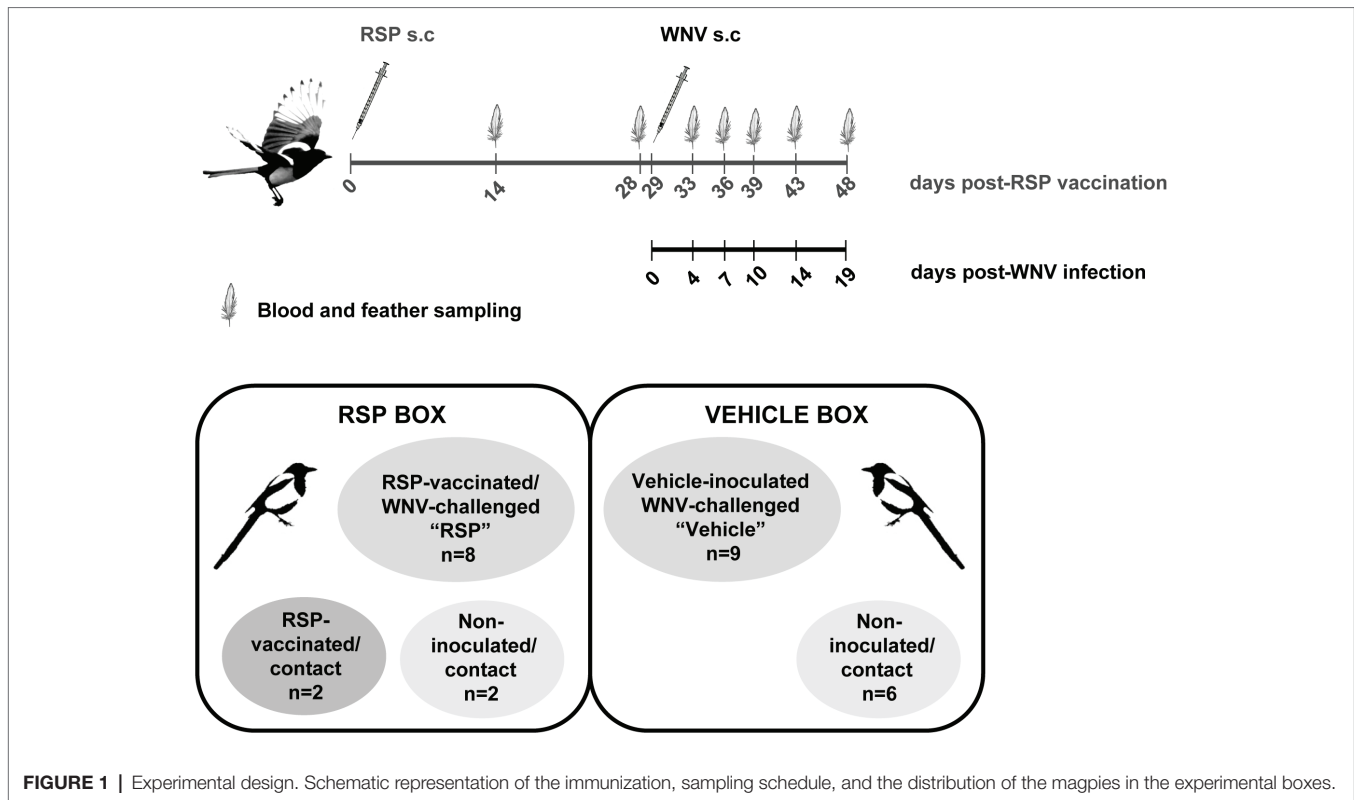 RSP s.c
WNV s.c
0 14 28 29 33 36 39 43 48
days post-RSP vaccination
0 4 7 10 14 19
days post-WNV infection
Blood and feather sampling
RSP BOX
RSP-vaccinated/
WNV-challenged
“RSP”
n=8
RSP-
vaccinated/
contact
n=2
Non-
inoculated/
contact
n=2
VEHICLE BOX
Vehicle-inoculated
WNV-challenged
“Vehicle”
n=9
Non-
inoculated/
contact
n=6
FIGURE 1 | Experimental design. Schematic representation of the immunization, sampling schedule, and the distribution of the magpies in the experimental boxes.